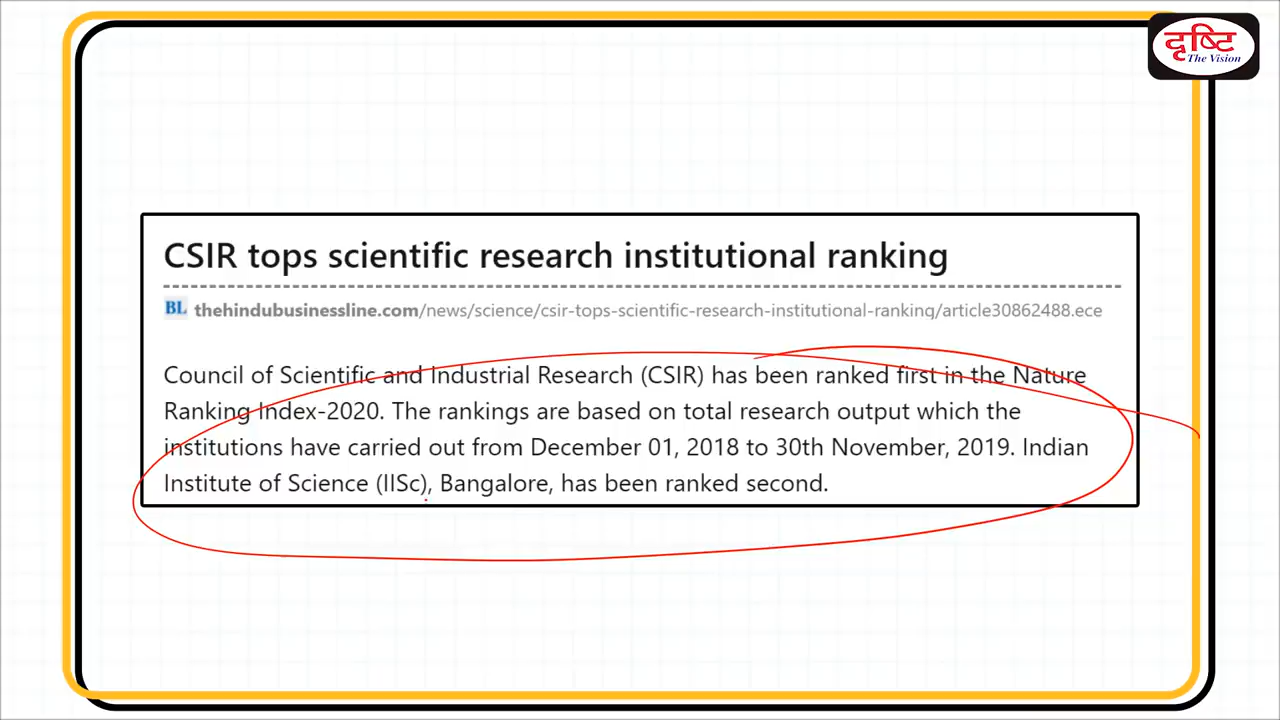 दृष्टि
The Vision
CSIR tops scientific research institutional ranking
BL thehindubusinessline.com/news/science/csir-tops-scientific-research-institutional-ranking/article30862488.ece
Council of Scientific and Industrial Research (CSIR) has been ranked first in the Nature
Ranking Index-2020. The rankings are based on total research output which the
institutions have carried out from December 01, 2018 to 30th November, 2019. Indian
Institute of Science (IISc), Bangalore, has been ranked second.